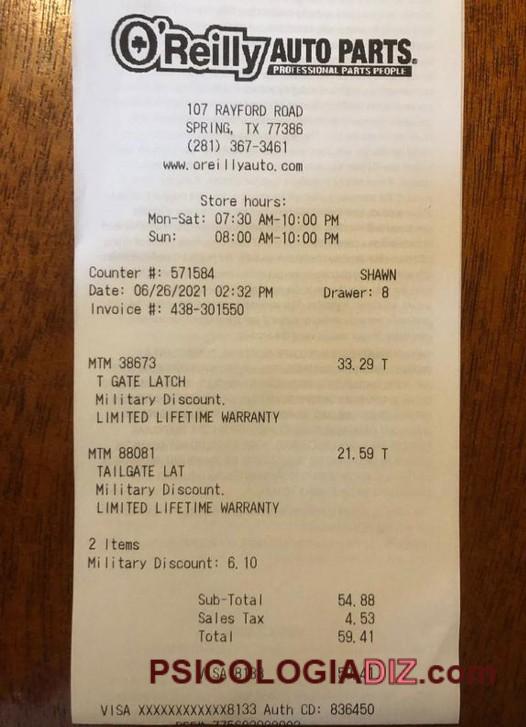 O'Reilly AUTO PARTS.
PROFESSIONAL PARTS PEOPLE
107 RAYFORD ROAD
SPRING, TX 77386
(281) 367-3461
www.oreillyauto.com
Store hours:
Mon-Sat: 07:30 AM-10:00 PM
Sun: 08:00 AM-10:00 PM
Counter #: 571584 SHAWN
Date: 06/26/2021 02:32 PM Drawer: 8
Invoice #: 438-301550
MTM 38673 33.29 T
T GATE LATCH
Military Discount.
LIMITED LIFETIME WARRANTY
MTM 88081 21.59 T
TAILGATE LAT
Military Discount.
LIMITED LIFETIME WARRANTY
2 Items
Military Discount: 6.10
Sub-Total 54.88
Sales Tax 4.53
Total 59.41
PSICOLOGIADIZ.com
VISA XXXXXXXXXXXX8133 Auth CD: 836450